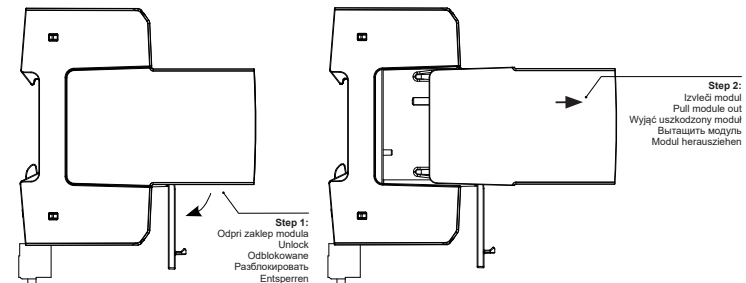 Step 1:
Odpri zaklep modula
Unlock
Odblokowane
Разблокировать
Entsperren
Step 2:
Izvleči modul
Pull module out
Wyjąć uszkodzony moduł
Вытащить модуль
Modul herausziehen